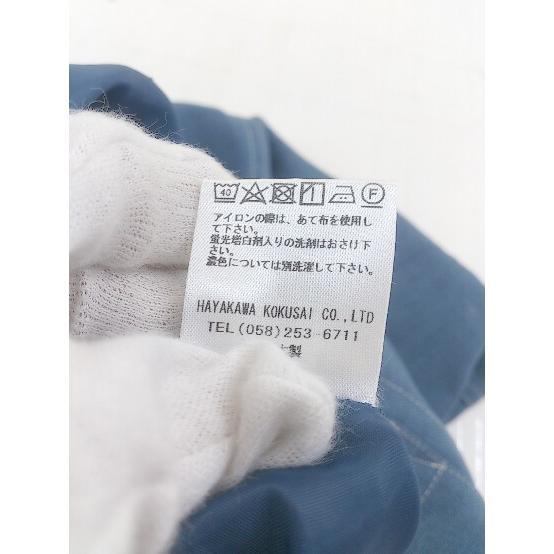 40 F
アイロンの際は、あて布を使用し
て下さい。
蛍光増白剤入りの洗剤はおさけ下
さい。
濃色については別洗濯して下さい。
HAYAKAWA KOKUSAI CO.,LTD
TEL(058)253-6711
製